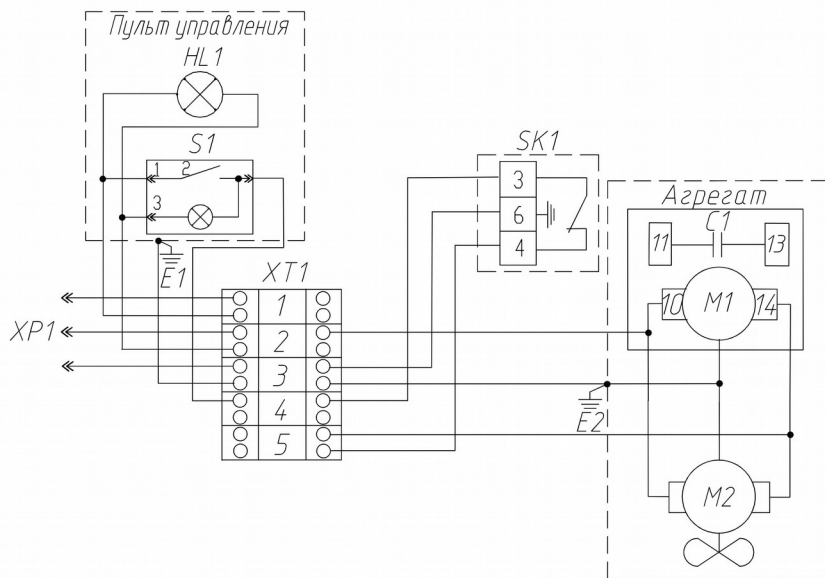 Пульт управления
HL1
S1
1 2
3
E1
XT1
XP1
1
2
3
4
5
SK1
3
6
4
E2
Агрегат
C1
11 13
10 M1 14
M2